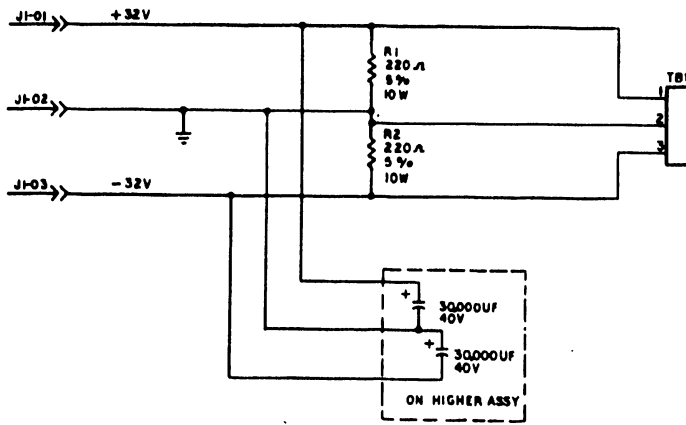 J1-01 +32V
R1
220Ω
5%
10W
TB1
1
J1-02
2
R2
220Ω
5%
10W
3
J1-03 -32V
+
30,000UF
40V
+
30,000UF
40V
ON HIGHER ASSY